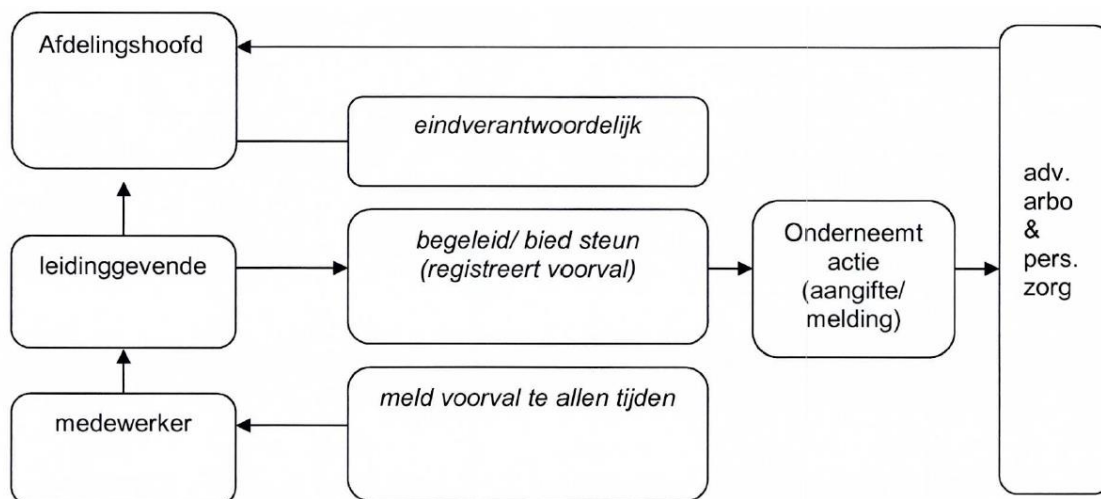 Afdelingshoofd
eindverantwoordelijk
leidinggevende
begeleid/ bied steun
(registreert voorval)
Onderneemt
actie
(aangifte/
melding)
adv.
arbo
&
pers.
zorg
medewerker
meld voorval te allen tijden